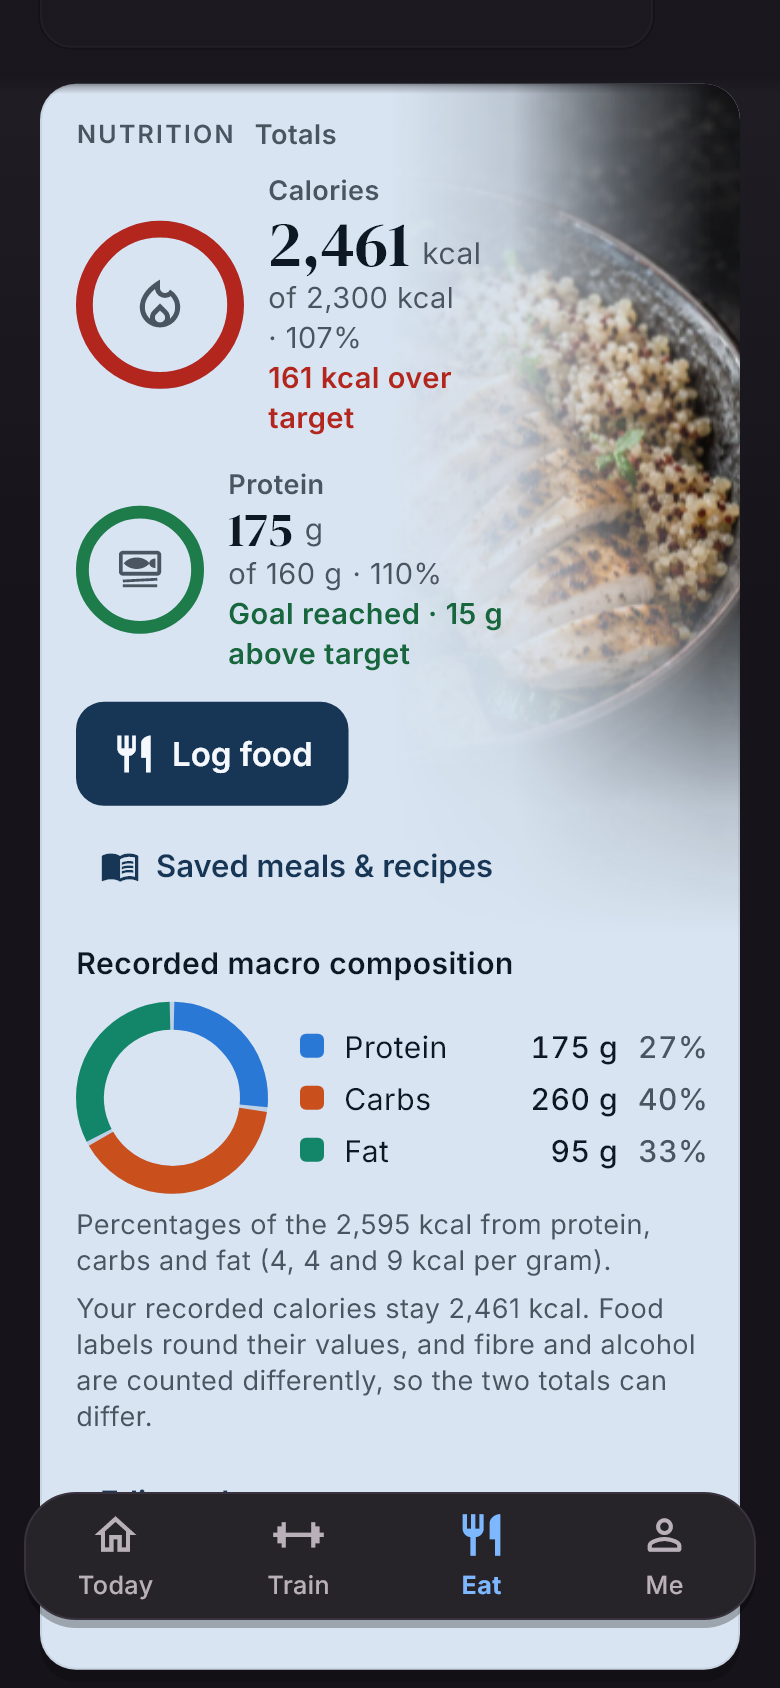 NUTRITION Totals
Calories
2,461 kcal
of 2,300 kcal
· 107%
161 kcal over
target
Protein
175 g
of 160 g · 110%
Goal reached · 15 g
above target
Log food
Saved meals & recipes
Recorded macro composition
Protein 175 g 27%
Carbs 260 g 40%
Fat 95 g 33%
Percentages of the 2,595 kcal from protein,
carbs and fat (4, 4 and 9 kcal per gram).
Your recorded calories stay 2,461 kcal. Food
labels round their values, and fibre and alcohol
are counted differently, so the two totals can
differ.
Today Train Eat Me